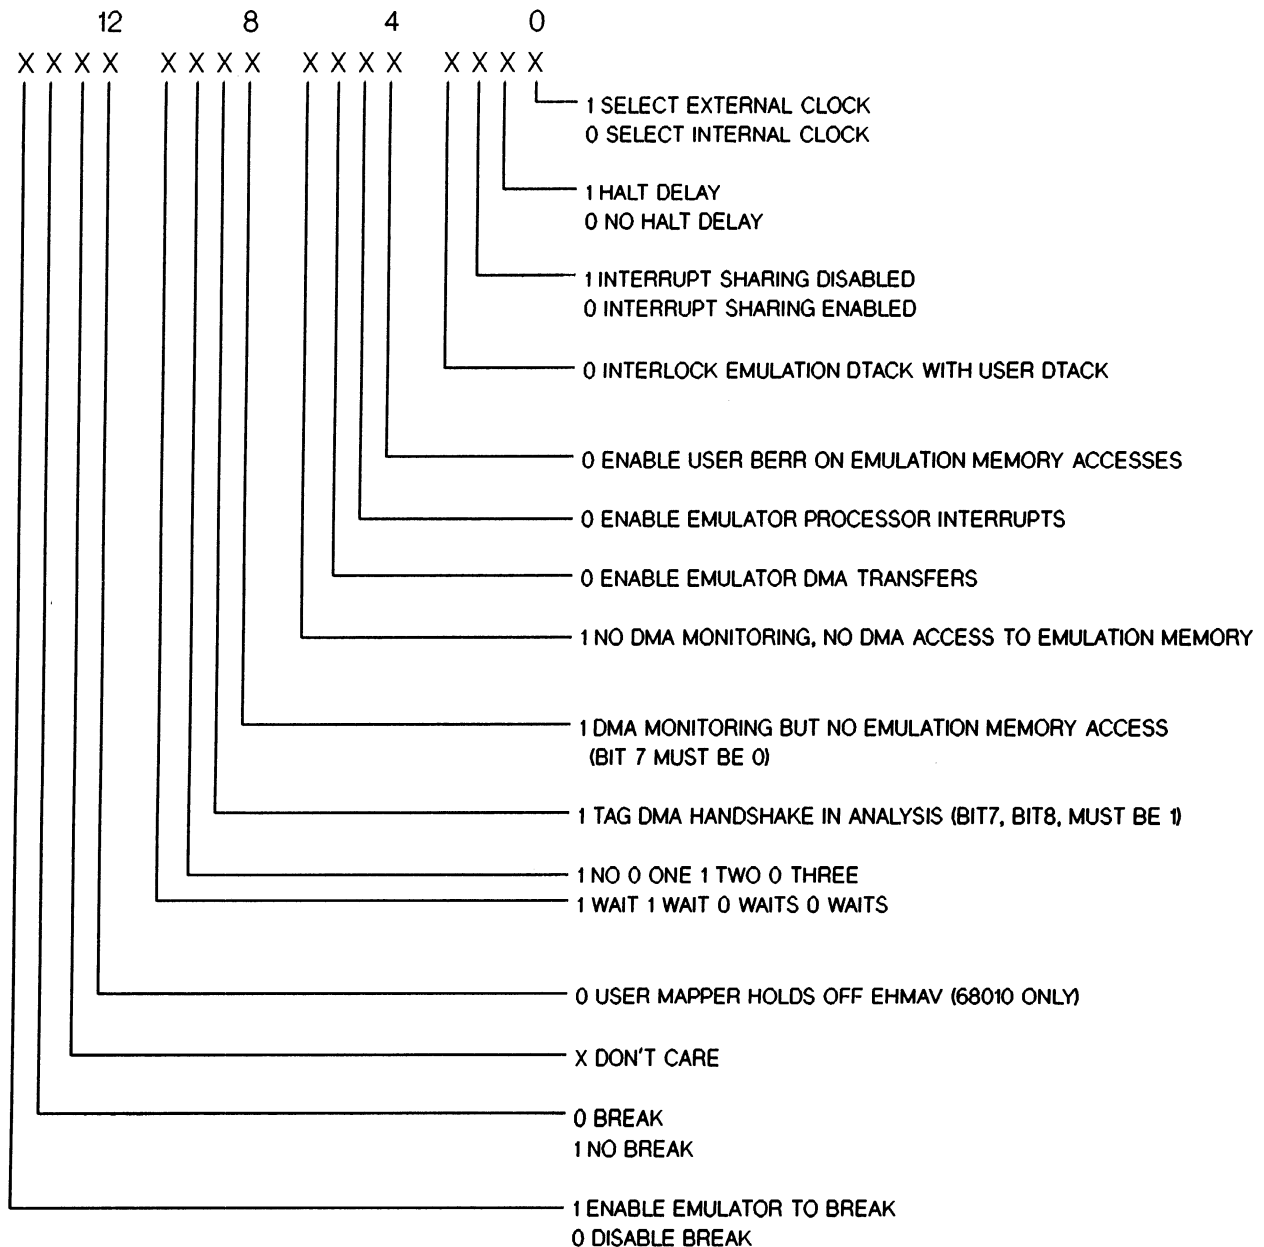 12 8 4 0
X X X X X X X X X X X X X X X X
1 SELECT EXTERNAL CLOCK
0 SELECT INTERNAL CLOCK
1 HALT DELAY
0 NO HALT DELAY
1 INTERRUPT SHARING DISABLED
0 INTERRUPT SHARING ENABLED
0 INTERLOCK EMULATION DTACK WITH USER DTACK
0 ENABLE USER BERR ON EMULATION MEMORY ACCESSES
0 ENABLE EMULATOR PROCESSOR INTERRUPTS
0 ENABLE EMULATOR DMA TRANSFERS
1 NO DMA MONITORING, NO DMA ACCESS TO EMULATION MEMORY
1 DMA MONITORING BUT NO EMULATION MEMORY ACCESS
(BIT 7 MUST BE 0)
1 TAG DMA HANDSHAKE IN ANALYSIS (BIT7, BIT8, MUST BE 1)
1 NO 0 ONE 1 TWO 0 THREE
1 WAIT 1 WAIT 0 WAITS 0 WAITS
0 USER MAPPER HOLDS OFF EHMAV (68010 ONLY)
X DON'T CARE
0 BREAK
1 NO BREAK
1 ENABLE EMULATOR TO BREAK
0 DISABLE BREAK